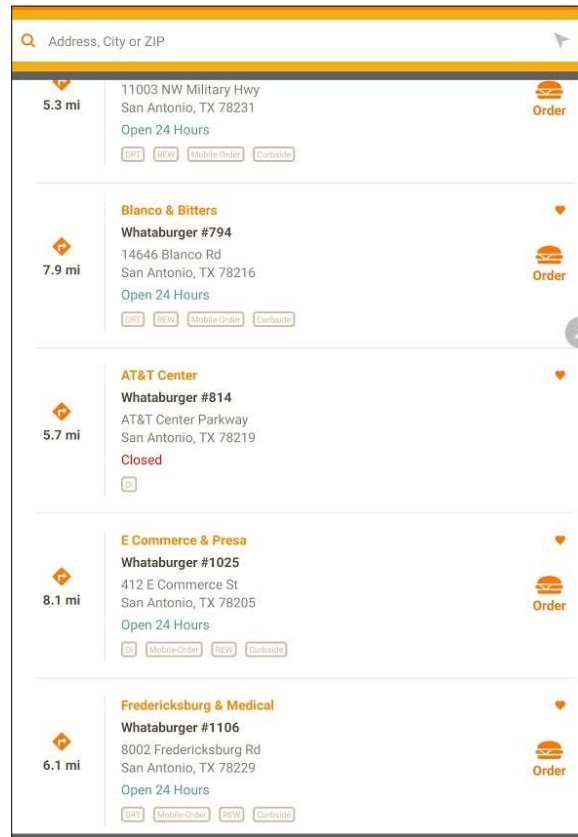 Address, City or ZIP
5.3 mi
11003 NW Military Hwy
San Antonio, TX 78231
Open 24 Hours
DRT REW Mobile-Order Curbside
Order
Blanco & Bitters
Whataburger #794
7.9 mi
14646 Blanco Rd
San Antonio, TX 78216
Open 24 Hours
DRT REW Mobile-Order Curbside
Order
AT&T Center
Whataburger #814
5.7 mi
AT&T Center Parkway
San Antonio, TX 78219
Closed
DI
E Commerce & Presa
Whataburger #1025
8.1 mi
412 E Commerce St
San Antonio, TX 78205
Open 24 Hours
DI Mobile-Order REW Curbside
Order
Fredericksburg & Medical
Whataburger #1106
6.1 mi
8002 Fredericksburg Rd
San Antonio, TX 78229
Open 24 Hours
DRT Mobile-Order REW Curbside
Order